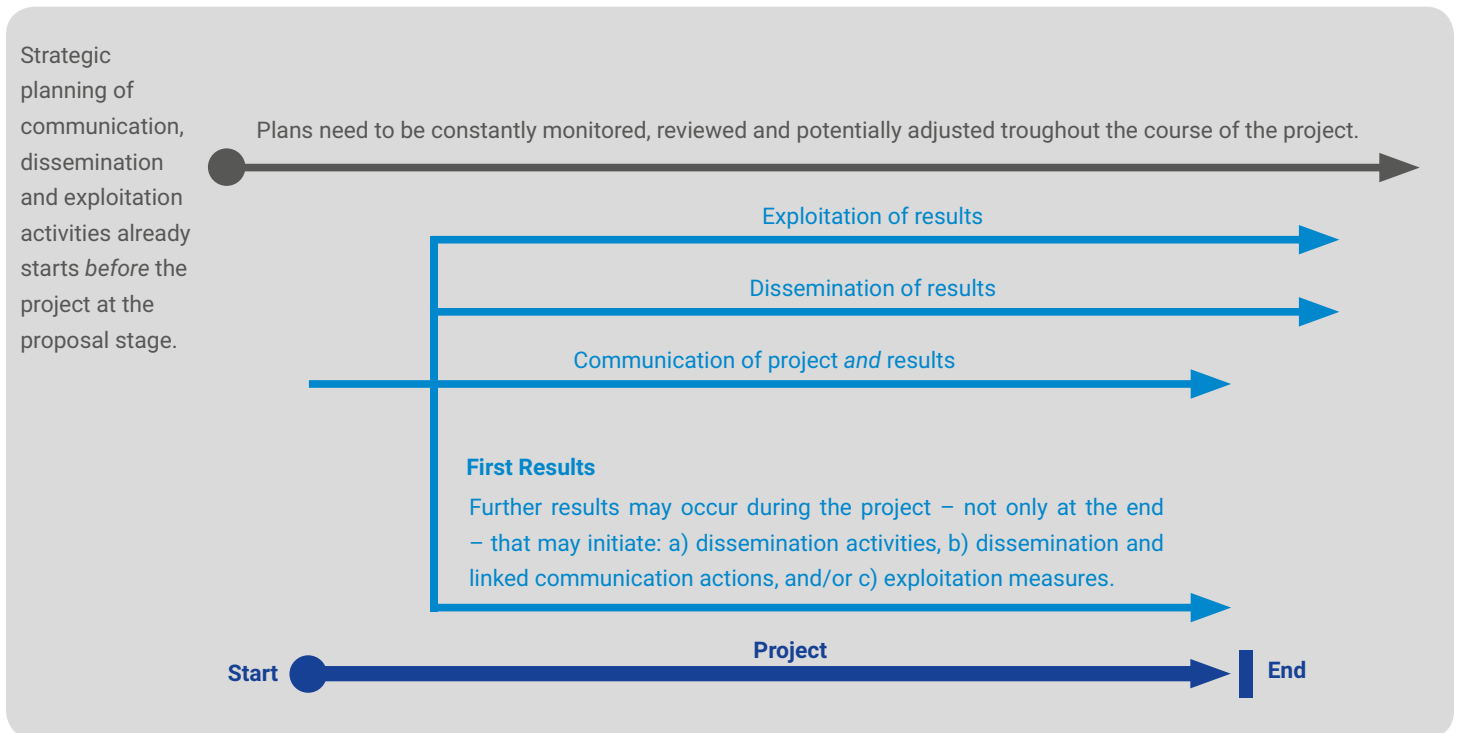 Strategic
planning of
communication,
dissemination
and exploitation
activities already
starts before the
project at the
proposal stage.
Plans need to be constantly monitored, reviewed and potentially adjusted troughout the course of the project.
Exploitation of results
Dissemination of results
Communication of project and results
First Results
Further results may occur during the project – not only at the end
– that may initiate: a) dissemination activities, b) dissemination and
linked communication actions, and/or c) exploitation measures.
Project
Start
End